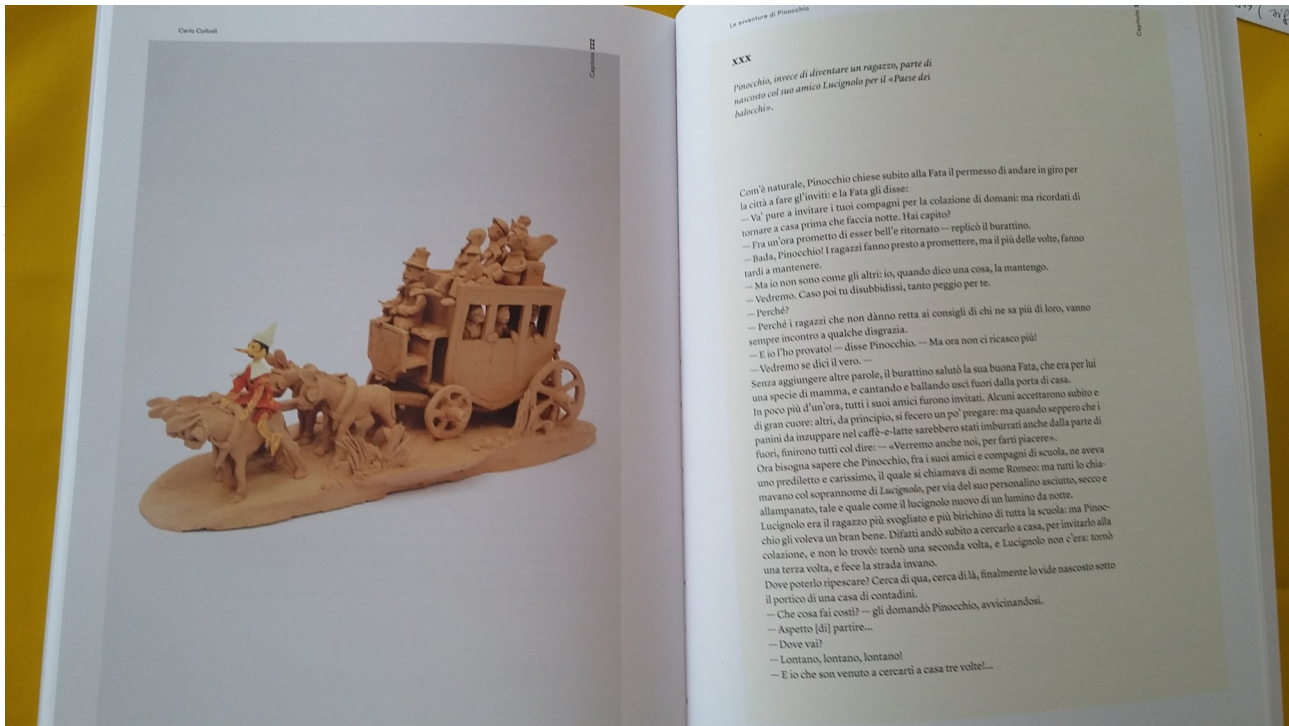 Carlo Collodi
Capitolo XXX
Le avventure di Pinocchio
Capitolo
XXX
Pinocchio, invece di diventare un ragazzo, parte di
nascosto col suo amico Lucignolo per il «Paese dei
balocchi».
Com'è naturale, Pinocchio chiese subito alla Fata il permesso di andare in giro per
la città a fare gl'inviti: e la Fata gli disse:
— Va' pure a invitare i tuoi compagni per la colazione di domani: ma ricordati di
tornare a casa prima che faccia notte. Hai capito?
— Fra un'ora prometto di esser bell'e ritornato — replicò il burattino.
— Bada, Pinocchio! I ragazzi fanno presto a promettere, ma il più delle volte, fanno
tardi a mantenere.
— Ma io non sono come gli altri: io, quando dico una cosa, la mantengo.
— Vedremo. Caso poi tu disubbidissi, tanto peggio per te.
— Perché?
— Perché i ragazzi che non dànno retta ai consigli di chi ne sa più di loro, vanno
sempre incontro a qualche disgrazia.
— E io l'ho provato! — disse Pinocchio. — Ma ora non ci ricasco più!
— Vedremo se dici il vero. —
Senza aggiungere altre parole, il burattino salutò la sua buona Fata, che era per lui
una specie di mamma, e cantando e ballando uscì fuori dalla porta di casa.
In poco più d'un'ora, tutti i suoi amici furono invitati. Alcuni accettarono subito e
di gran cuore: altri, da principio, si fecero un po' pregare: ma quando seppero che i
panini da inzuppare nel caffè-e-latte sarebbero stati imburrati anche dalla parte di
fuori, finirono tutti col dire: — «Verremo anche noi, per farti piacere».
Ora bisogna sapere che Pinocchio, fra i suoi amici e compagni di scuola, ne aveva
uno prediletto e carissimo, il quale si chiamava di nome Romeo: ma tutti lo chia-
mavano col soprannome di Lucignolo, per via del suo personalino asciutto, secco e
allampanato, tale e quale come il lucignolo nuovo di un lumino da notte.
Lucignolo era il ragazzo più svogliato e più birichino di tutta la scuola: ma Pinoc-
chio gli voleva un bran bene. Difatti andò subito a cercarlo a casa, per invitarlo alla
colazione, e non lo trovò: tornò una seconda volta, e Lucignolo non c'era: tornò
una terza volta, e fece la strada invano.
Dove poterlo ripescare? Cerca di qua, cerca di là, finalmente lo vide nascosto sotto
il portico di una casa di contadini.
— Che cosa fai costì? — gli domandò Pinocchio, avvicinandosi.
— Aspetto [di] partire...
— Dove vai?
— Lontano, lontano, lontano!
— E io che son venuto a cercarti a casa tre volte!...